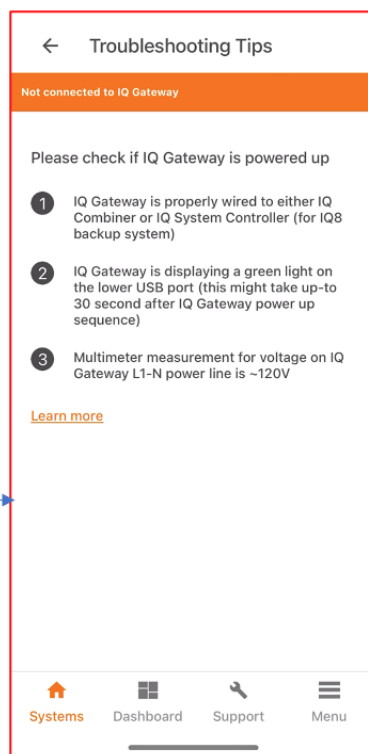 Troubleshooting Tips
Not connected to IQ Gateway
Please check if IQ Gateway is powered up
1 IQ Gateway is properly wired to either IQ
Combiner or IQ System Controller (for IQ8
backup system)
2 IQ Gateway is displaying a green light on
the lower USB port (this might take up-to
30 second after IQ Gateway power up
sequence)
3 Multimeter measurement for voltage on IQ
Gateway L1-N power line is ~120V
Learn more
Systems Dashboard Support Menu